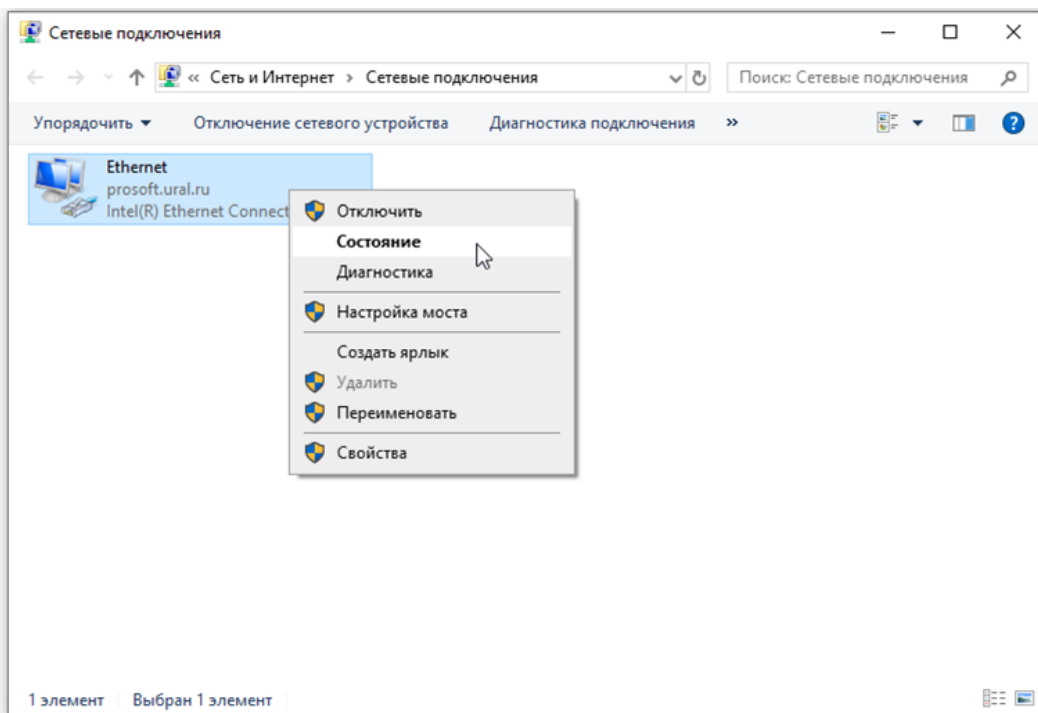 Сетевые подключения
« Сеть и Интернет › Сетевые подключения
Поиск: Сетевые подключения
Упорядочить
Отключение сетевого устройства
Диагностика подключения
»
Ethernet
prosoft.ural.ru
Intel(R) Ethernet Connect
Отключить
Состояние
Диагностика
Настройка моста
Создать ярлык
Удалить
Переименовать
Свойства
1 элемент
Выбран 1 элемент